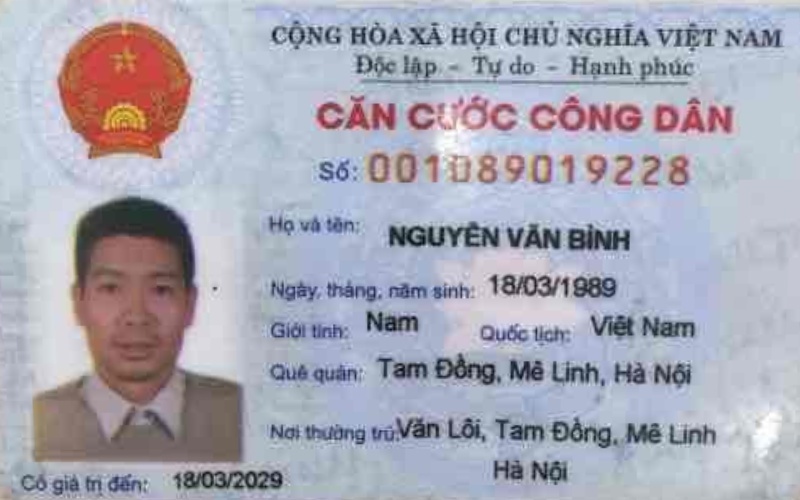 CỘNG HÒA XÃ HỘI CHỦ NGHĨA VIỆT NAM
Độc lập - Tự do - Hạnh phúc
CĂN CƯỚC CÔNG DÂN
Số: 001089019228
Họ và tên: NGUYỄN VĂN BÌNH
Ngày, tháng, năm sinh: 18/03/1989
Giới tính: Nam Quốc tịch: Việt Nam
Quê quán: Tam Đồng, Mê Linh, Hà Nội
Nơi thường trú: Văn Lôi, Tam Đồng, Mê Linh
Hà Nội
Có giá trị đến: 18/03/2029